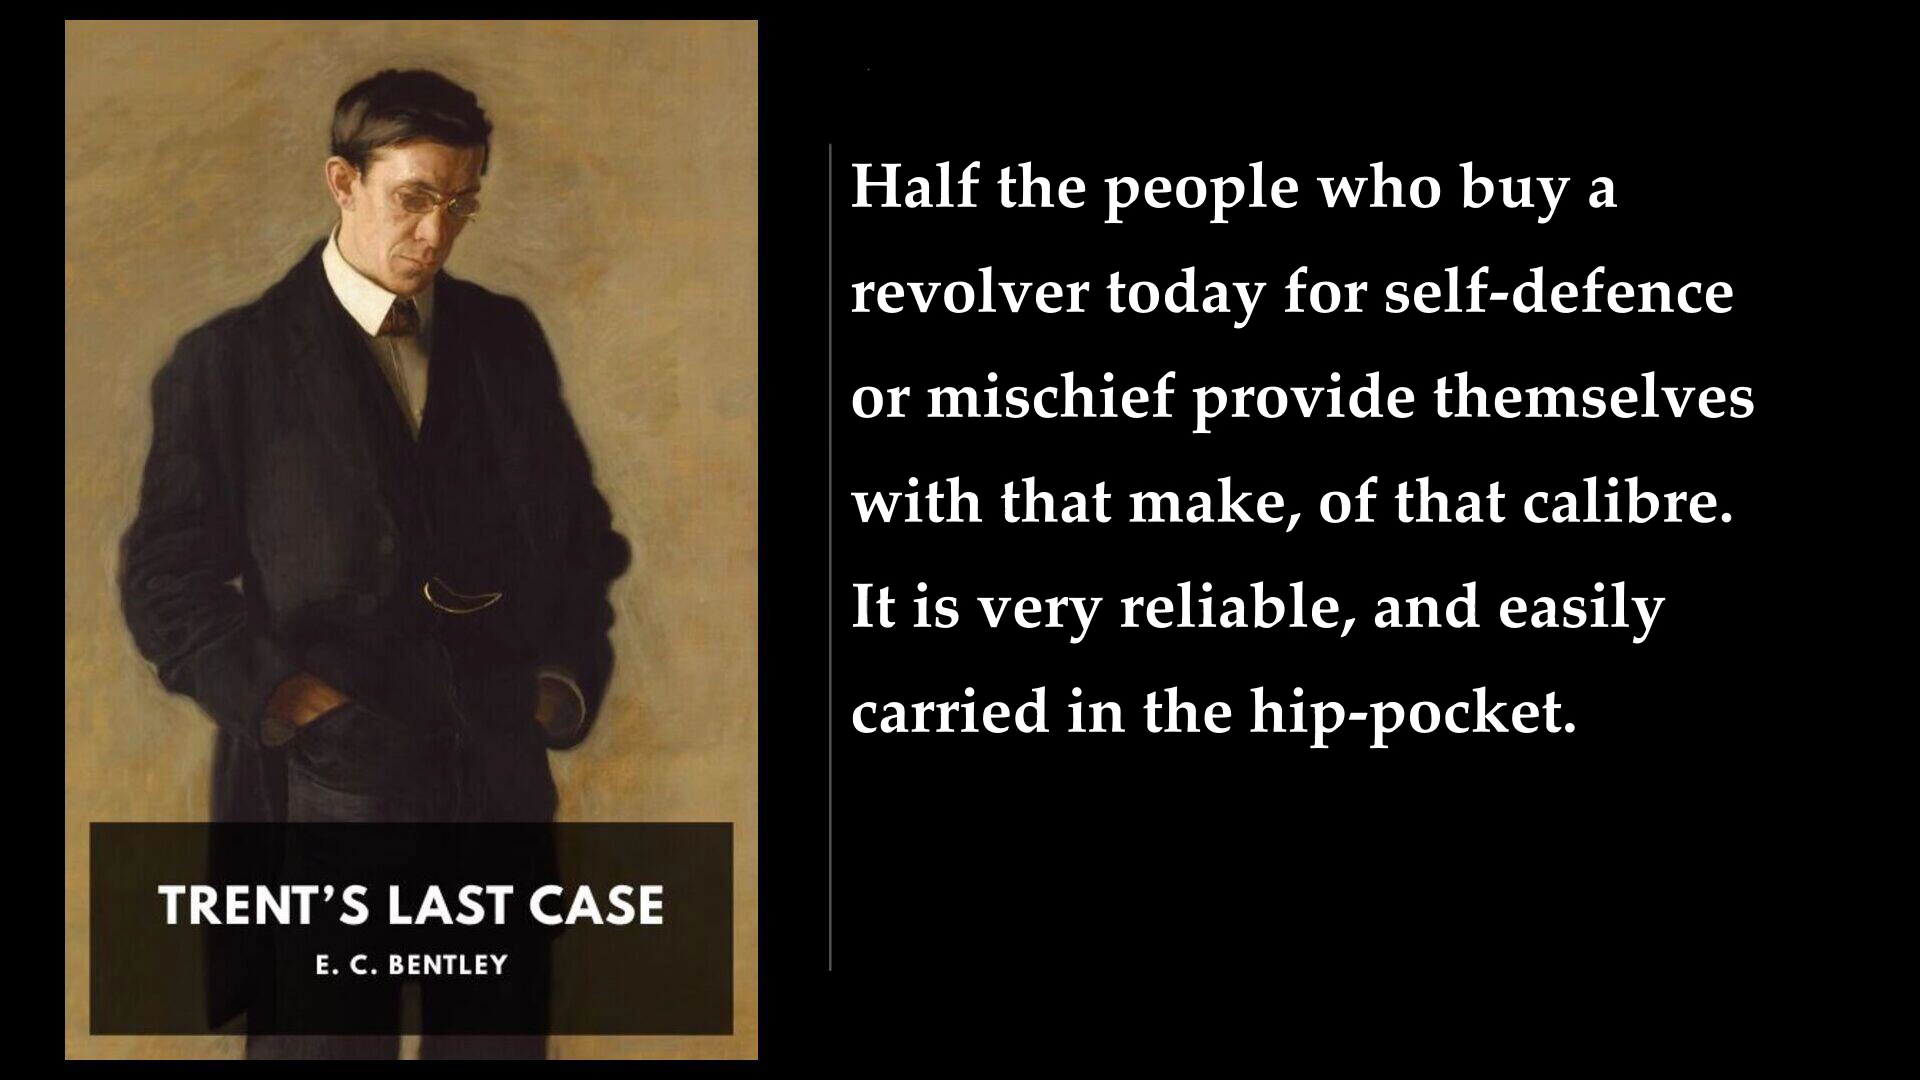 Half the people who buy a
revolver today for self-defence
or mischief provide themselves
with that make, of that calibre.
It is very reliable, and easily
carried in the hip-pocket.
TRENT’S LAST CASE
E. C. BENTLEY